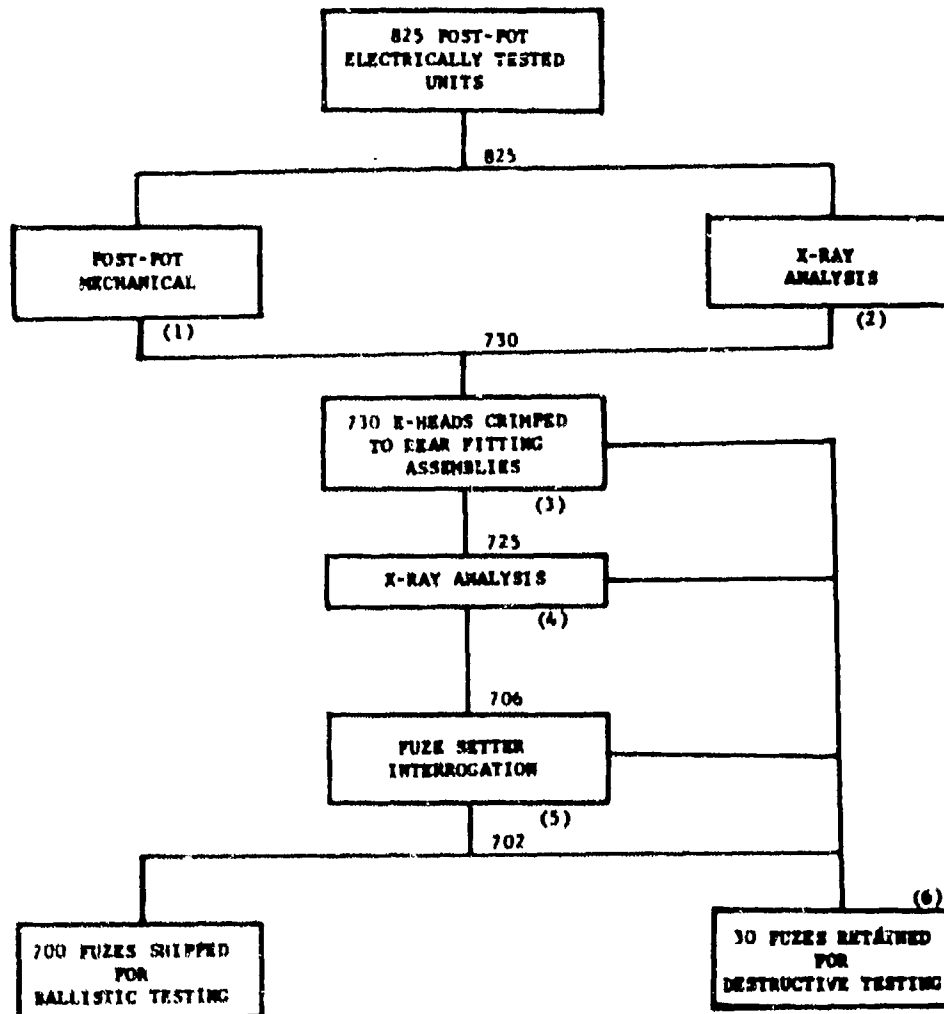 825 POST-POT
ELECTRICALLY TESTED
UNITS
825
POST-POT
MECHANICAL
(1)
X-RAY
ANALYSIS
(2)
730
730 E-HEADS CRIMPED
TO REAR FITTING
ASSEMBLIES
(3)
725
X-RAY ANALYSIS
(4)
706
FUZE SETTER
INTERROGATION
(5)
702
700 FUZES SHIPPED
FOR
BALLISTIC TESTING
(6)
30 FUZES RETAINED
FOR
DESTRUCTIVE TESTING